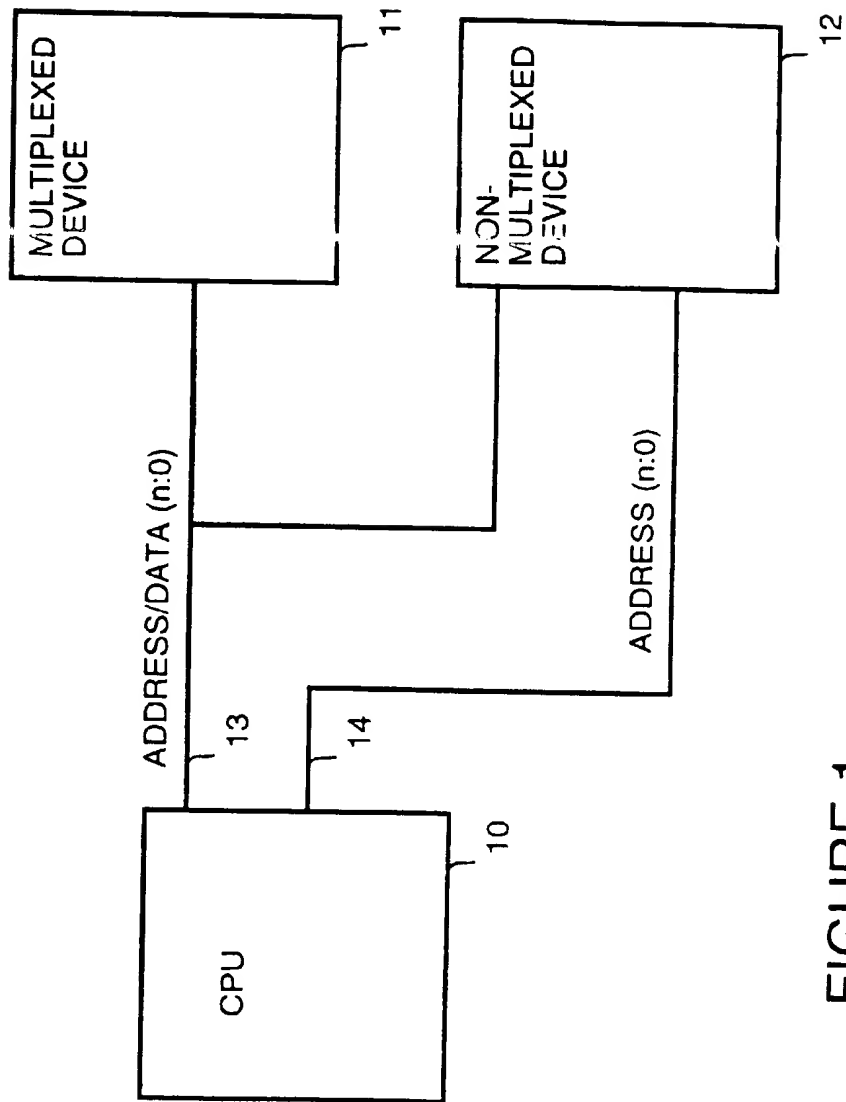 MULTIPLEXED
DEVICE
11
ADDRESS/DATA (n:0)
13
14
CPU
10
NON-
MULTIPLEXED
DEVICE
12
ADDRESS (n:0)
FIGURE 1